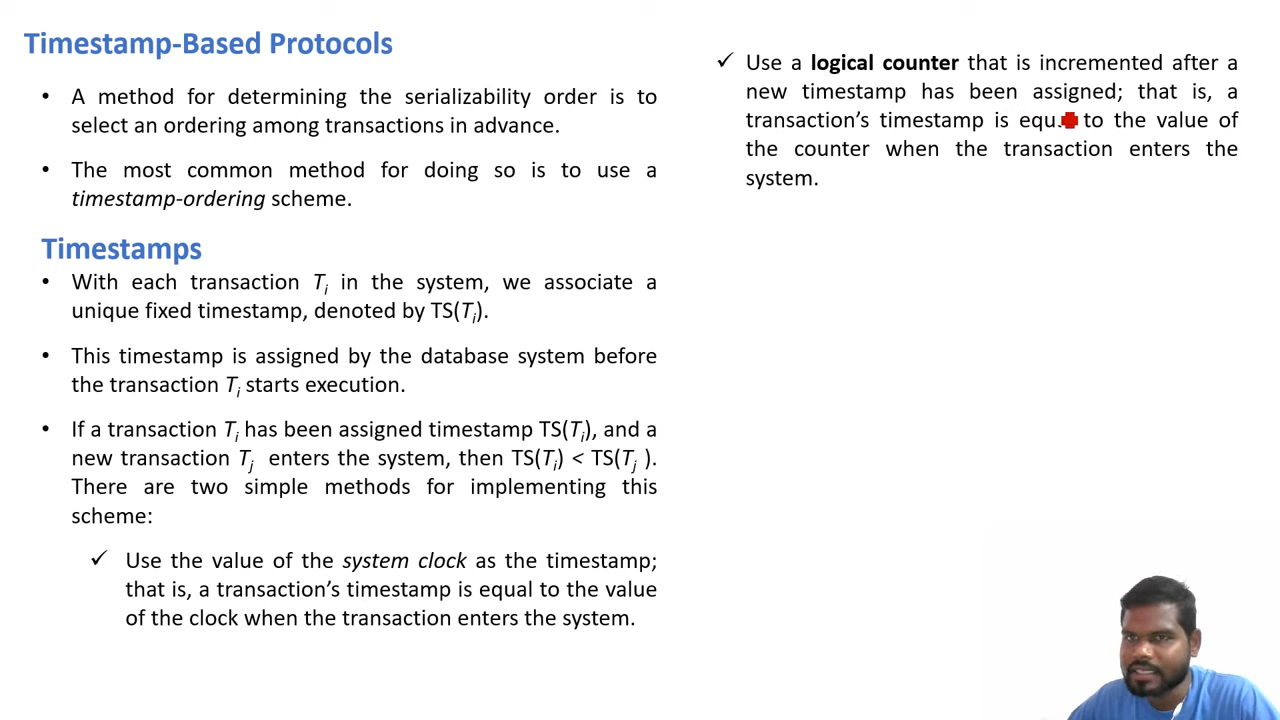 Timestamp-Based Protocols
• A method for determining the serializability order is to
select an ordering among transactions in advance.
• The most common method for doing so is to use a
timestamp-ordering scheme.
Timestamps
• With each transaction Ti in the system, we associate a
unique fixed timestamp, denoted by TS(Ti).
• This timestamp is assigned by the database system before
the transaction Ti starts execution.
• If a transaction Ti has been assigned timestamp TS(Ti), and a
new transaction Tj enters the system, then TS(Ti) < TS(Tj ).
There are two simple methods for implementing this
scheme:
✓ Use the value of the system clock as the timestamp;
that is, a transaction’s timestamp is equal to the value
of the clock when the transaction enters the system.
✓ Use a logical counter that is incremented after a
new timestamp has been assigned; that is, a
transaction’s timestamp is to the value of
the counter when the transaction enters the
system.